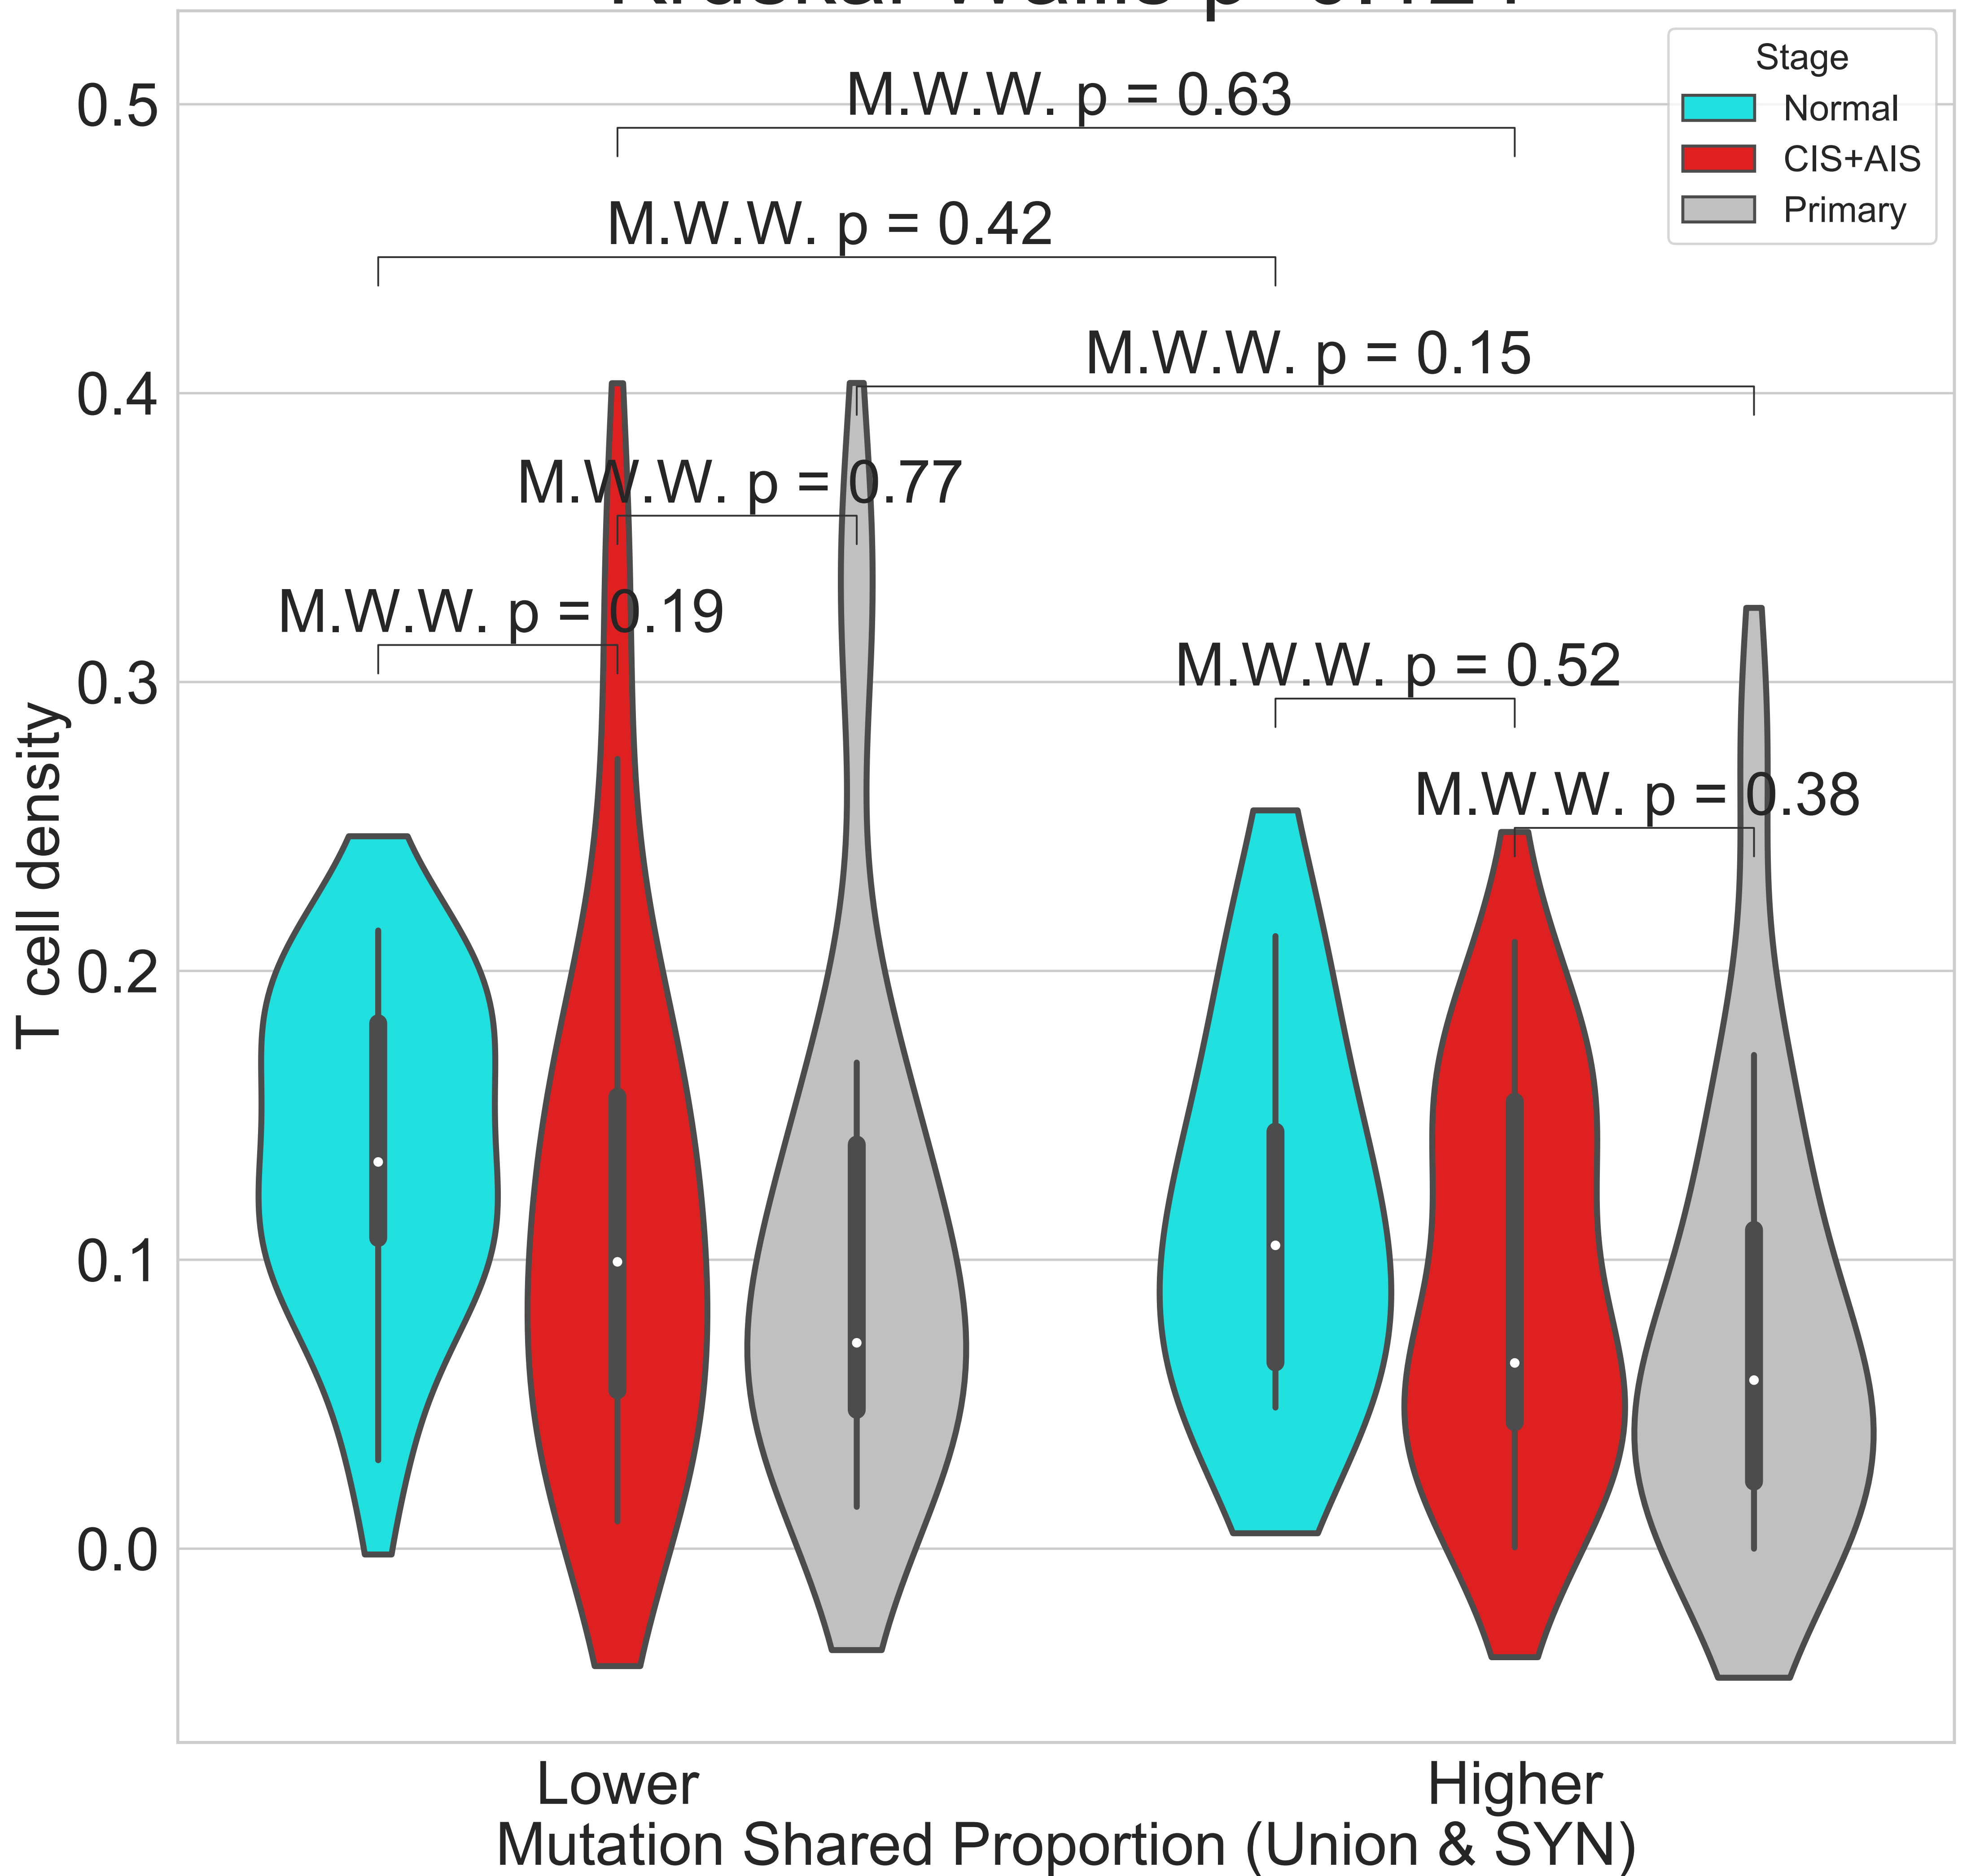 Stage
Normal
CIS+AIS
Primary
0.5
M.W.W. p = 0.63
M.W.W. p = 0.42
M.W.W. p = 0.15
0.4
M.W.W. p = 0.77
M.W.W. p = 0.19
M.W.W. p = 0.52
0.3
M.W.W. p = 0.38
T cell density
0.2
0.1
0.0
Lower
Higher
Mutation Shared Proportion (Union & SYN)